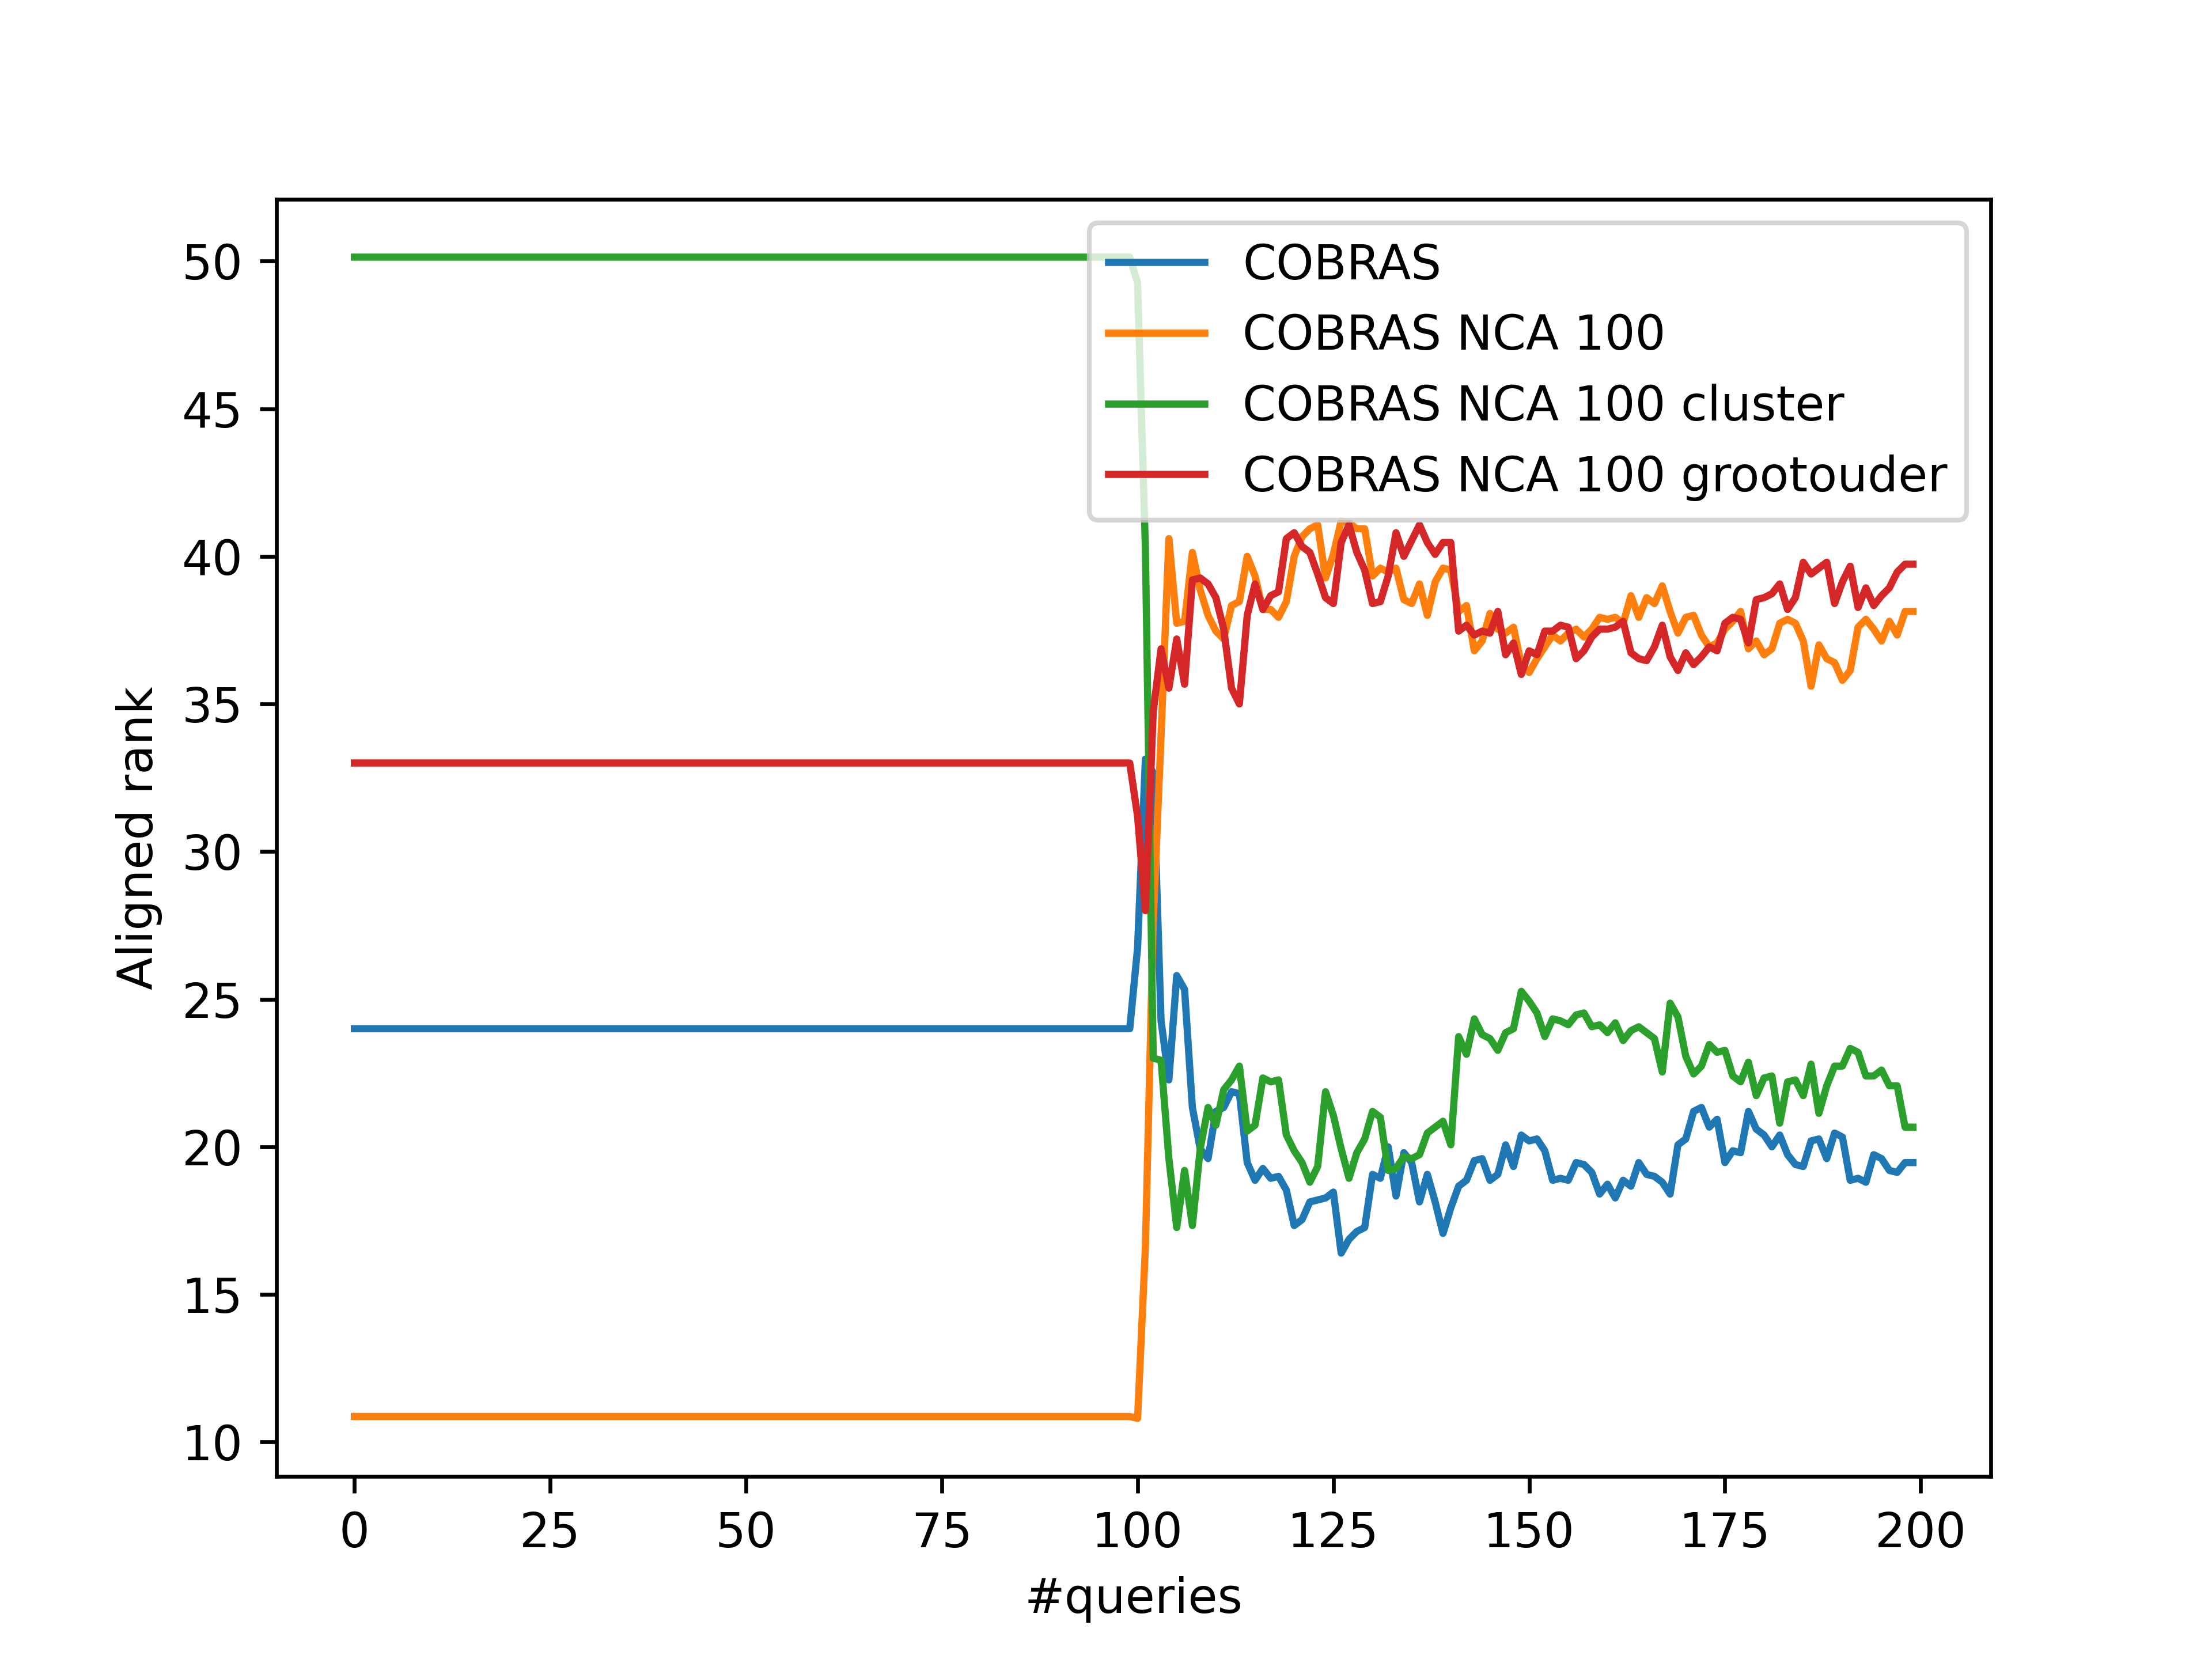 COBRAS
COBRAS NCA 100
COBRAS NCA 100 cluster
COBRAS NCA 100 grootouder
Aligned rank
50
45
40
35
30
25
20
15
10
0 25 50 75 100 125 150 175 200
#queries